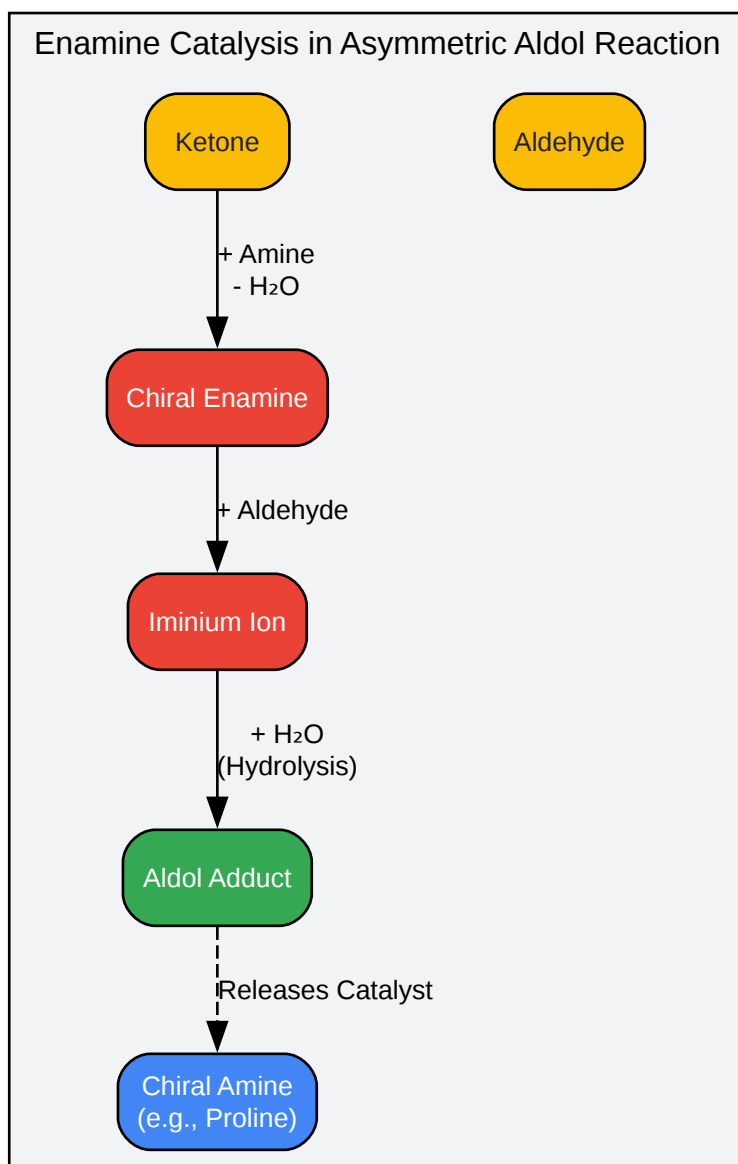 Enamine Catalysis in Asymmetric Aldol Reaction
Ketone
Aldehyde
+ Amine
- H₂O
Chiral Enamine
+ Aldehyde
Iminium Ion
+ H₂O
(Hydrolysis)
Aldol Adduct
Releases Catalyst
Chiral Amine
(e.g., Proline)